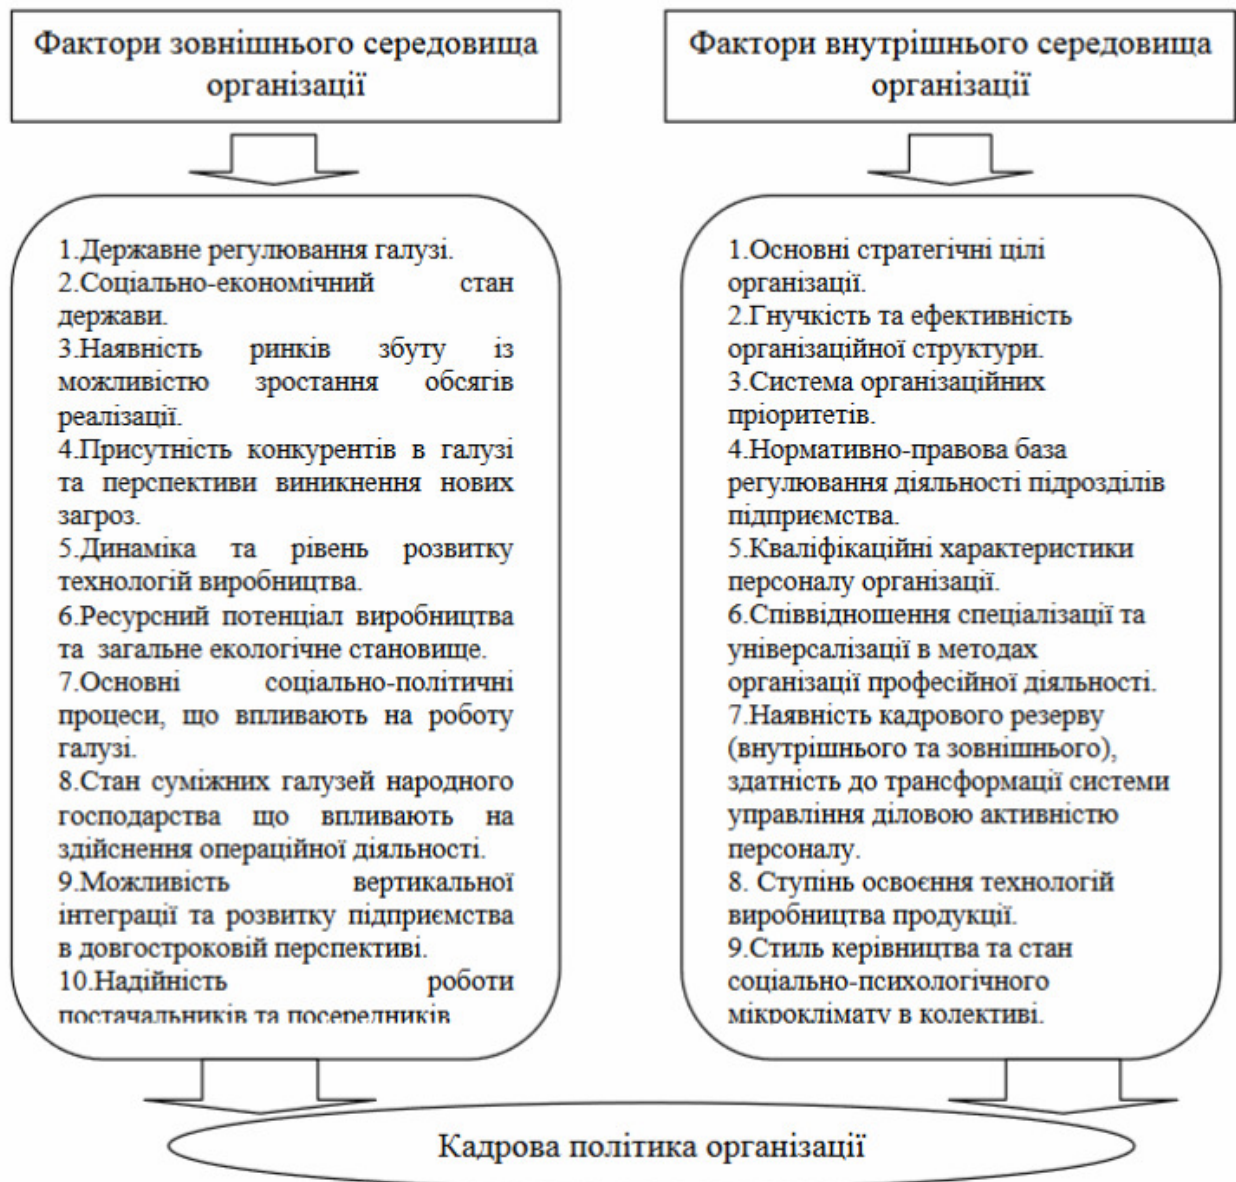 Фактори зовнішнього середовища
організації
1.Державне регулювання галузі.
2.Соціально-економічний стан
держави.
3.Наявність ринків збуту із
можливістю зростання обсягів
реалізації.
4.Присутність конкурентів в галузі
та перспективи виникнення нових
загроз.
5.Динаміка та рівень розвитку
технологій виробництва.
6.Ресурсний потенціал виробництва
та загальне екологічне становище.
7.Основні соціально-політичні
процеси, що впливають на роботу
галузі.
8.Стан суміжних галузей народного
господарства що впливають на
здійснення операційної діяльності.
9.Можливість вертикальної
інтеграції та розвитку підприємства
в довгостроковій перспективі.
10.Надійність роботи
постачальників та посередників
Фактори внутрішнього середовища
організації
1.Основні стратегічні цілі
організації.
2.Гнучкість та ефективність
організаційної структури.
3.Система організаційних
пріоритетів.
4.Нормативно-правова база
регулювання діяльності підрозділів
підприємства.
5.Кваліфікаційні характеристики
персоналу організації.
6.Співвідношення спеціалізації та
універсалізації в методах
організації професійної діяльності.
7.Наявність кадрового резерву
(внутрішнього та зовнішнього),
здатність до трансформації системи
управління діловою активністю
персоналу.
8. Ступінь освоєння технологій
виробництва продукції.
9.Стиль керівництва та стан
соціально-психологічного
мікроклімату в колективі.
Кадрова політика організації